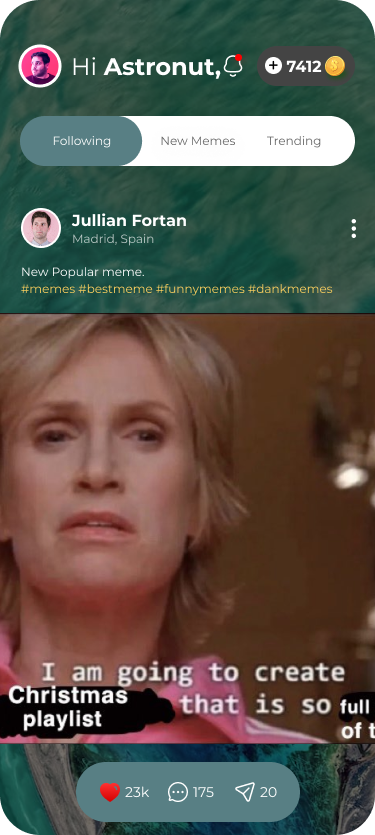 Hi Astronut,
7412
Following New Memes Trending
Jullian Fortan
Madrid, Spain
New Popular meme.
#memes #bestmeme #funnymemes #dankmemes
I am going to create
Christmas playlist that is so full of t
23k 175 20